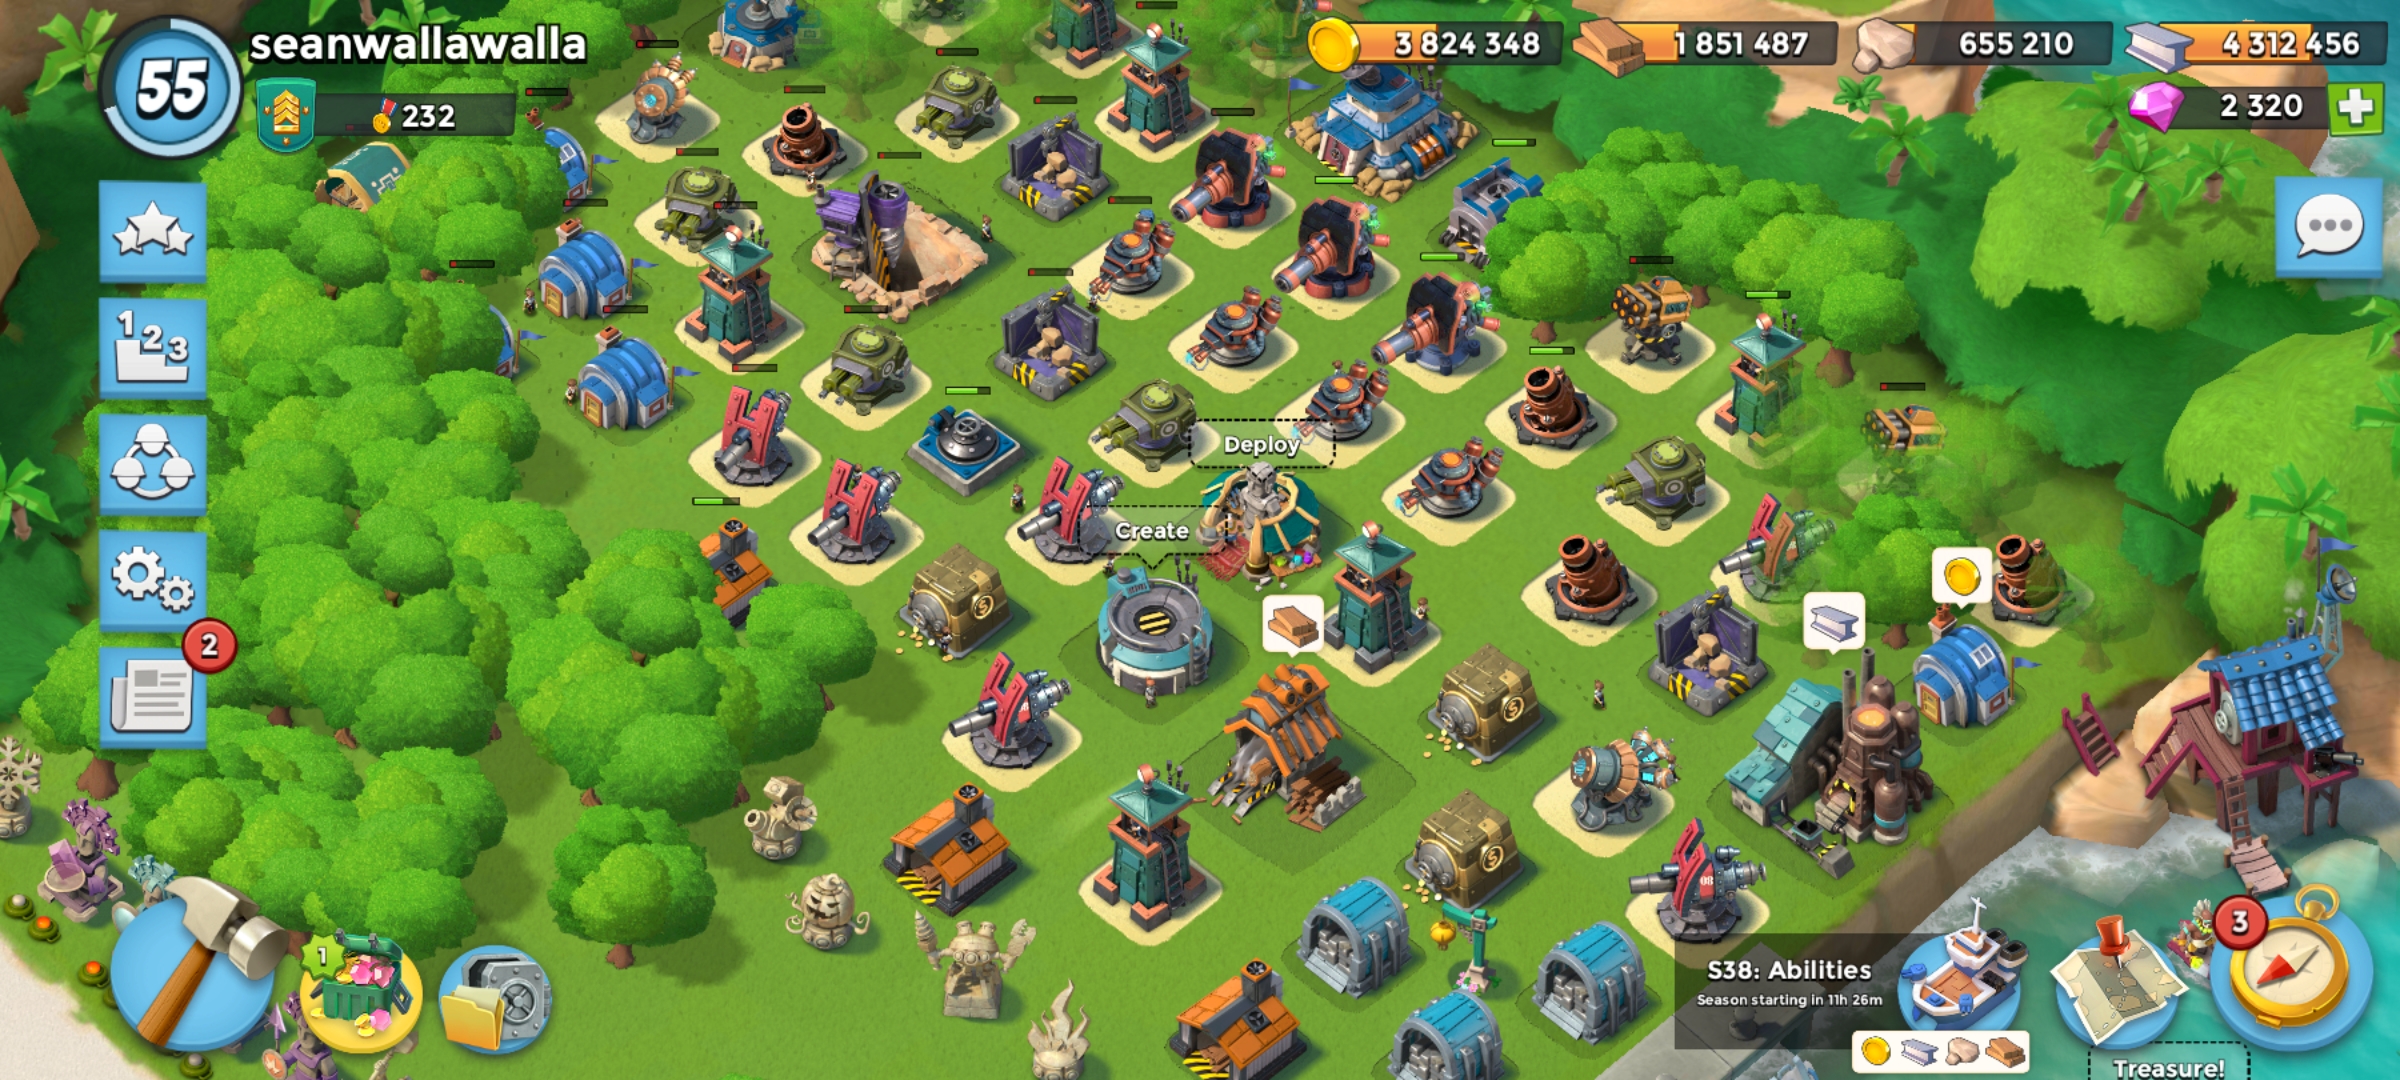 55
seanwallawalla
232
3 824 348
1 851 487
655 210
4 312 456
2 320
123
2
Deploy
Create
1
S38: Abilities
Season starting in 11h 26m
3
Treasure!